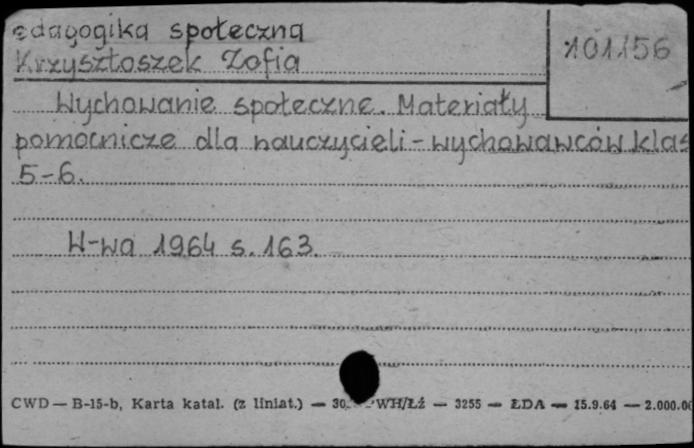 edagogika społeczna
Krzysztoszek Zofia
101156
Wychowanie społeczne. Materiały
pomocnicze dla nauczycieli-wychowawców klas
5-6.
W-wa 1964 s. 163.
CWD — B-15-b, Karta katal. (z liniat.) — 30. WH/Łź — 3255 — ŁDA — 15.9.64 — 2.000.00